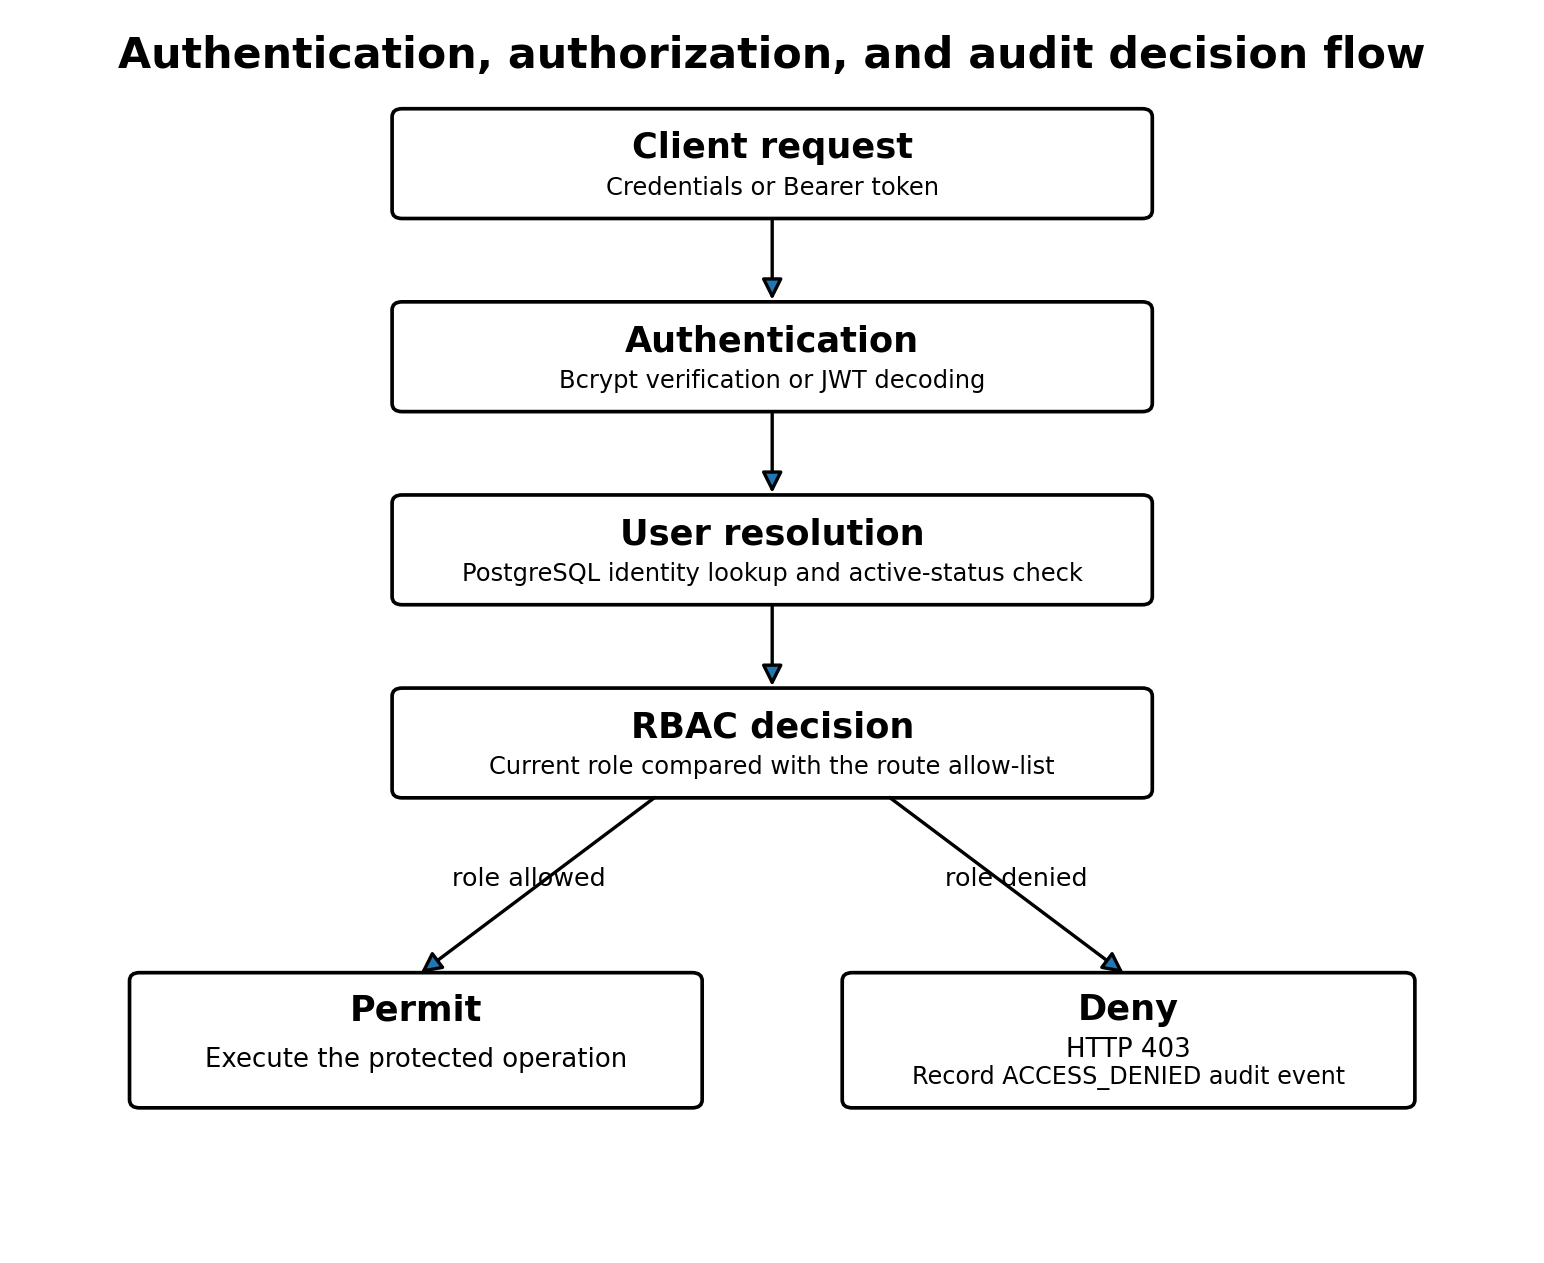 Authentication, authorization, and audit decision flow
Client request
Credentials or Bearer token
Authentication
Bcrypt verification or JWT decoding
User resolution
PostgreSQL identity lookup and active-status check
RBAC decision
Current role compared with the route allow-list
role allowed
role denied
Permit
Execute the protected operation
Deny
HTTP 403
Record ACCESS_DENIED audit event